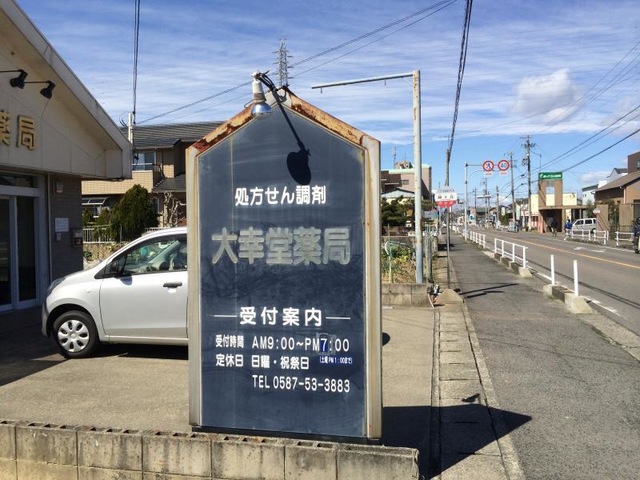 薬局
処方せん調剤
大幸堂薬局
受付案内
受付時間 AM9:00〜PM7:00
(土曜PM1:00まで)
定休日 日曜・祝祭日
TEL 0587-53-3883